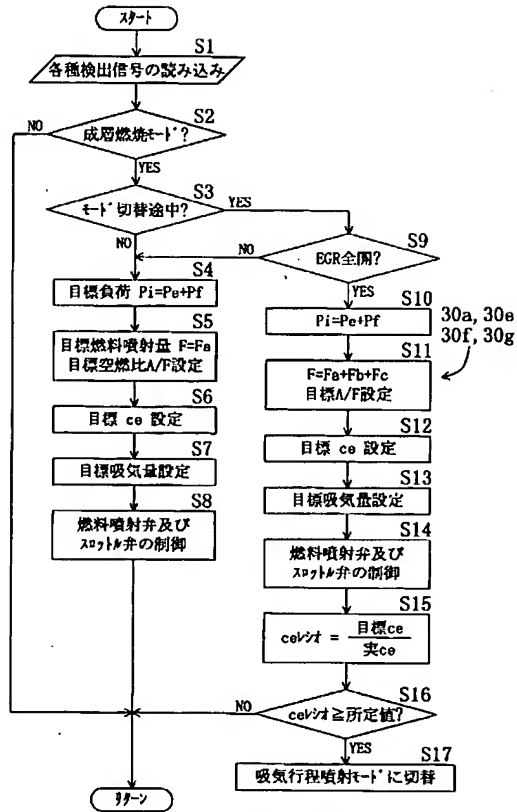 スタート
S1
各種検出信号の読み込み
S2
成層燃焼モード?
NO
YES
S3
モード切替途中?
YES
NO
S9
EGR全開?
NO
YES
S4
目標負荷 Pi=Pe+Pf
S5
目標燃料噴射量 F=Fa
目標空燃比A/F設定
S6
目標 ce 設定
S7
目標吸気量設定
S8
燃料噴射弁及び
スロットル弁の制御
S10
Pi=Pe+Pf
30a, 30e
30f, 30g
S11
F=Fa+Fb+Fc
目標A/F設定
S12
目標 ce 設定
S13
目標吸気量設定
S14
燃料噴射弁及び
スロットル弁の制御
S15
ceレシオ = 目標ce
実ce
S16
ceレシオ≧所定値?
NO
YES
S17
吸気行程噴射モードに切替
リターン